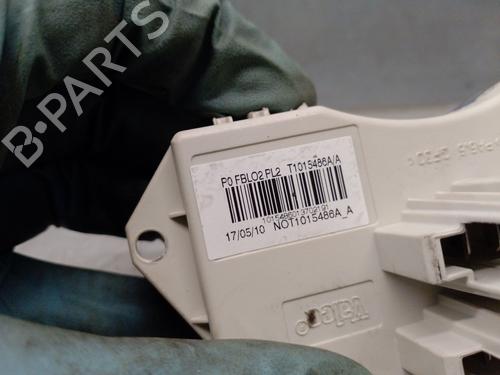 B-PARTS
P0 FBLO2 PL2 T1015486A/A
17/05/10 NOT1015486A_A
Valeo